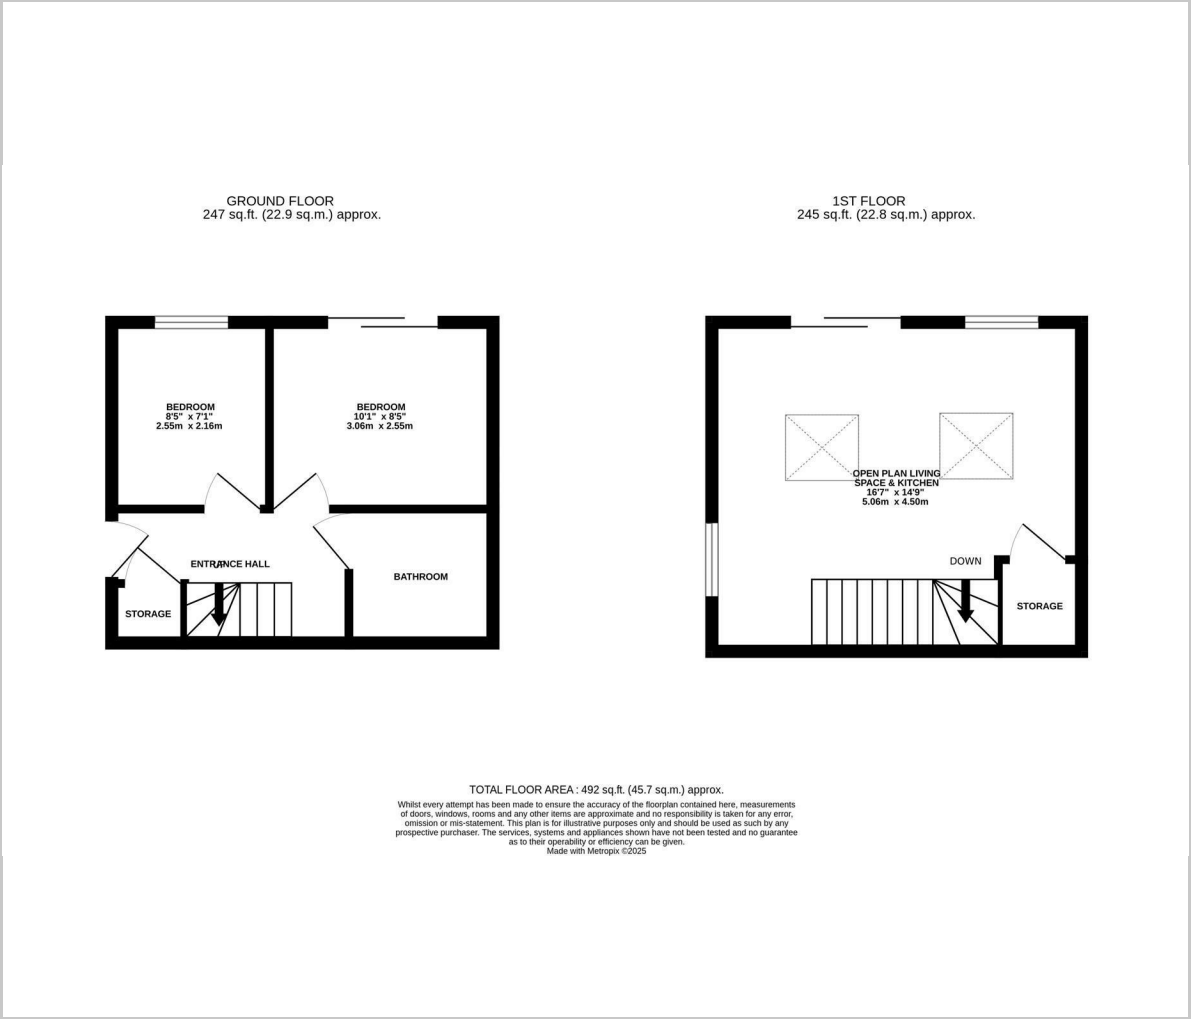 GROUND FLOOR
247 sq.ft. (22.9 sq.m.) approx.
1ST FLOOR
245 sq.ft. (22.8 sq.m.) approx.
BEDROOM
8'5" x 7'1"
2.55m x 2.16m
BEDROOM
10'1" x 8'5"
3.06m x 2.55m
ENTRANCE HALL
UP
BATHROOM
STORAGE
OPEN PLAN LIVING
SPACE & KITCHEN
16'7" x 14'9"
5.06m x 4.50m
DOWN
STORAGE
TOTAL FLOOR AREA : 492 sq.ft. (45.7 sq.m.) approx.
Whilst every attempt has been made to ensure the accuracy of the floorplan contained here, measurements
of doors, windows, rooms and any other items are approximate and no responsibility is taken for any error,
omission or mis-statement. This plan is for illustrative purposes only and should be used as such by any
prospective purchaser. The services, systems and appliances shown have not been tested and no guarantee
as to their operability or efficiency can be given.
Made with Metropix ©2025